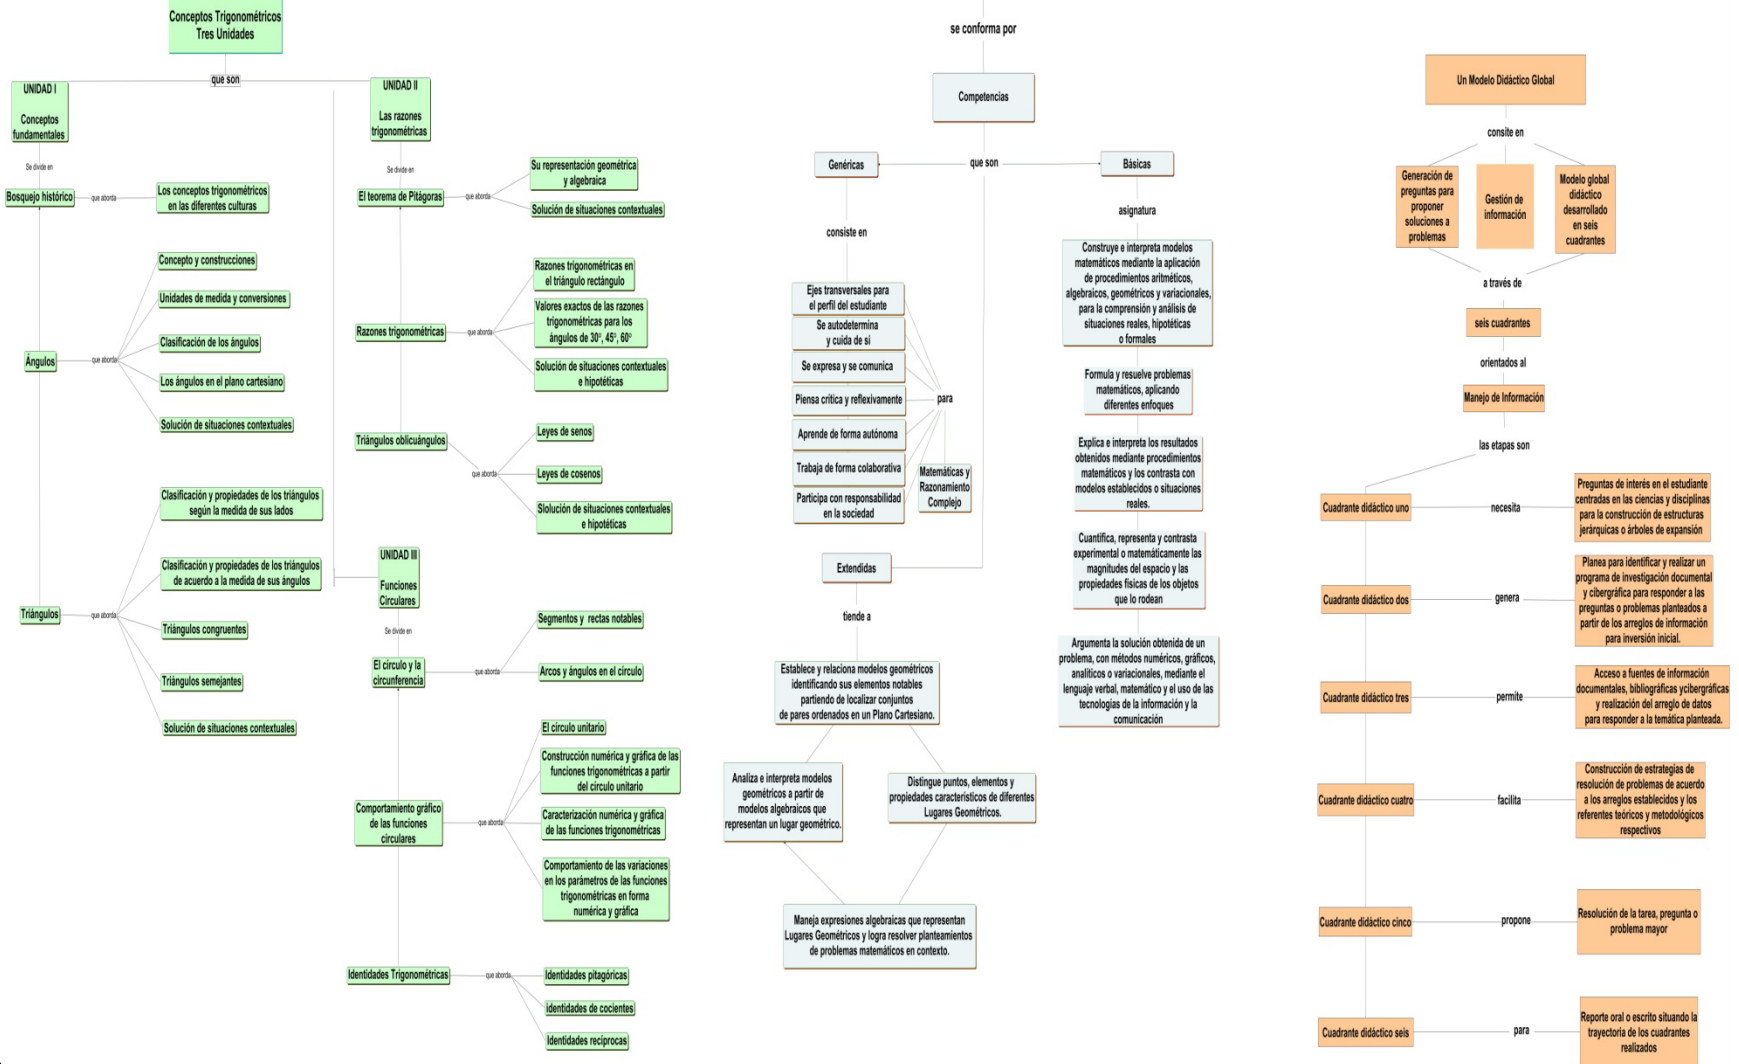 Conceptos Trigonométricos
Tres Unidades
que son
UNIDAD I
Conceptos
fundamentales
Se divide en
Bosquejo histórico
que aborda
Los conceptos trigonométricos
en las diferentes culturas
Ángulos
que aborda
Concepto y construcciones
Unidades de medida y conversiones
Clasificación de los ángulos
Los ángulos en el plano cartesiano
Solución de situaciones contextuales
Triángulos
que aborda
Clasificación y propiedades de los triángulos
según la medida de sus lados
Clasificación y propiedades de los triángulos
de acuerdo a la medida de sus ángulos
Triángulos congruentes
Triángulos semejantes
Solución de situaciones contextuales
UNIDAD II
Las razones
trigonométricas
Se divide en
El teorema de Pitágoras
que aborda
Su representación geométrica
y algebraica
Solución de situaciones contextuales
Razones trigonométricas
que aborda
Razones trigonométricas en
el triángulo rectángulo
Valores exactos de las razones
trigonométricas para los
ángulos de 30º, 45º, 60º
Solución de situaciones contextuales
e hipotéticas
Triángulos oblicuángulos
que aborda
Leyes de senos
Leyes de cosenos
Slolución de situaciones contextuales
e hipotéticas
UNIDAD III
Funciones
Circulares
Se divide en
El círculo y la
circunferencia
que aborda
Segmentos y rectas notables
Arcos y ángulos en el círculo
Comportamiento gráfico
de las funciones
circulares
que aborda
El círculo unitario
Construcción numérica y gráfica de las
funciones trigonométricas a partir
del círculo unitario
Caracterización numérica y gráfica
de las funciones trigonométricas
Comportamiento de las variaciones
en los parámetros de las funciones
trigonométricas en forma
numérica y gráfica
Identidades Trigonométricas
que aborda
Identidades pitagóricas
identidades de cocientes
Identidades reciprocas
se conforma por
Competencias
que son
Genéricas
consiste en
Ejes transversales para
el perfil del estudiante
Se autodetermina
y cuida de si
Se expresa y se comunica
Piensa crítica y reflexivamente
Aprende de forma autónoma
Trabaja de forma colaborativa
Participa con responsabilidad
en la sociedad
para
Matemáticas y
Razonamiento
Complejo
Básicas
asignatura
Construye e interpreta modelos
matemáticos mediante la aplicación
de procedimientos aritméticos,
algebraicos, geométricos y variacionales,
para la comprensión y análisis de
situaciones reales, hipotéticas
o formales
Formula y resuelve problemas
matemáticos, aplicando
diferentes enfoques
Explica e interpreta los resultados
obtenidos mediante procedimientos
matemáticos y los contrasta con
modelos establecidos o situaciones
reales.
Cuantifica, representa y contrasta
experimental o matemáticamente las
magnitudes del espacio y las
propiedades físicas de los objetos
que lo rodean
Argumenta la solución obtenida de un
problema, con métodos numéricos, gráficos,
analíticos o variacionales, mediante el
lenguaje verbal, matemático y el uso de las
tecnologías de la información y la
comunicación
Extendidas
tiende a
Establece y relaciona modelos geométricos
identificando sus elementos notables
partiendo de localizar conjuntos
de pares ordenados en un Plano Cartesiano.
Analiza e interpreta modelos
geométricos a partir de
modelos algebraicos que
representan un lugar geométrico.
Distingue puntos, elementos y
propiedades característicos de diferentes
Lugares Geométricos.
Maneja expresiones algebraicas que representan
Lugares Geométricos y logra resolver planteamientos
de problemas matemáticos en contexto.
Un Modelo Didáctico Global
consite en
Generación de
preguntas para
proponer
soluciones a
problemas
Gestión de
información
Modelo global
didáctico
desarrollado
en seis
cuadrantes
a través de
seis cuadrantes
orientados al
Manejo de Información
las etapas son
Cuadrante didáctico uno
necesita
Preguntas de interés en el estudiante
centradas en las ciencias y disciplinas
para la construcción de estructuras
jerárquicas o árboles de expansión
Cuadrante didáctico dos
genera
Planea para identificar y realizar un
programa de investigación documental
y cibergráfica para responder a las
preguntas o problemas planteados a
partir de los arreglos de información
para inversión inicial.
Cuadrante didáctico tres
permite
Acceso a fuentes de información
documentales, bibliográficas ycibergráficas
y realización del arreglo de datos
para responder a la temática planteada.
Cuadrante didáctico cuatro
facilita
Construcción de estrategias de
resolución de problemas de acuerdo
a los arreglos establecidos y los
referentes teóricos y metodológicos
respectivos
Cuadrante didáctico cinco
propone
Resolución de la tarea, pregunta o
problema mayor
Cuadrante didáctico seis
para
Reporte oral o escrito situando la
trayectoria de los cuadrantes
realizados